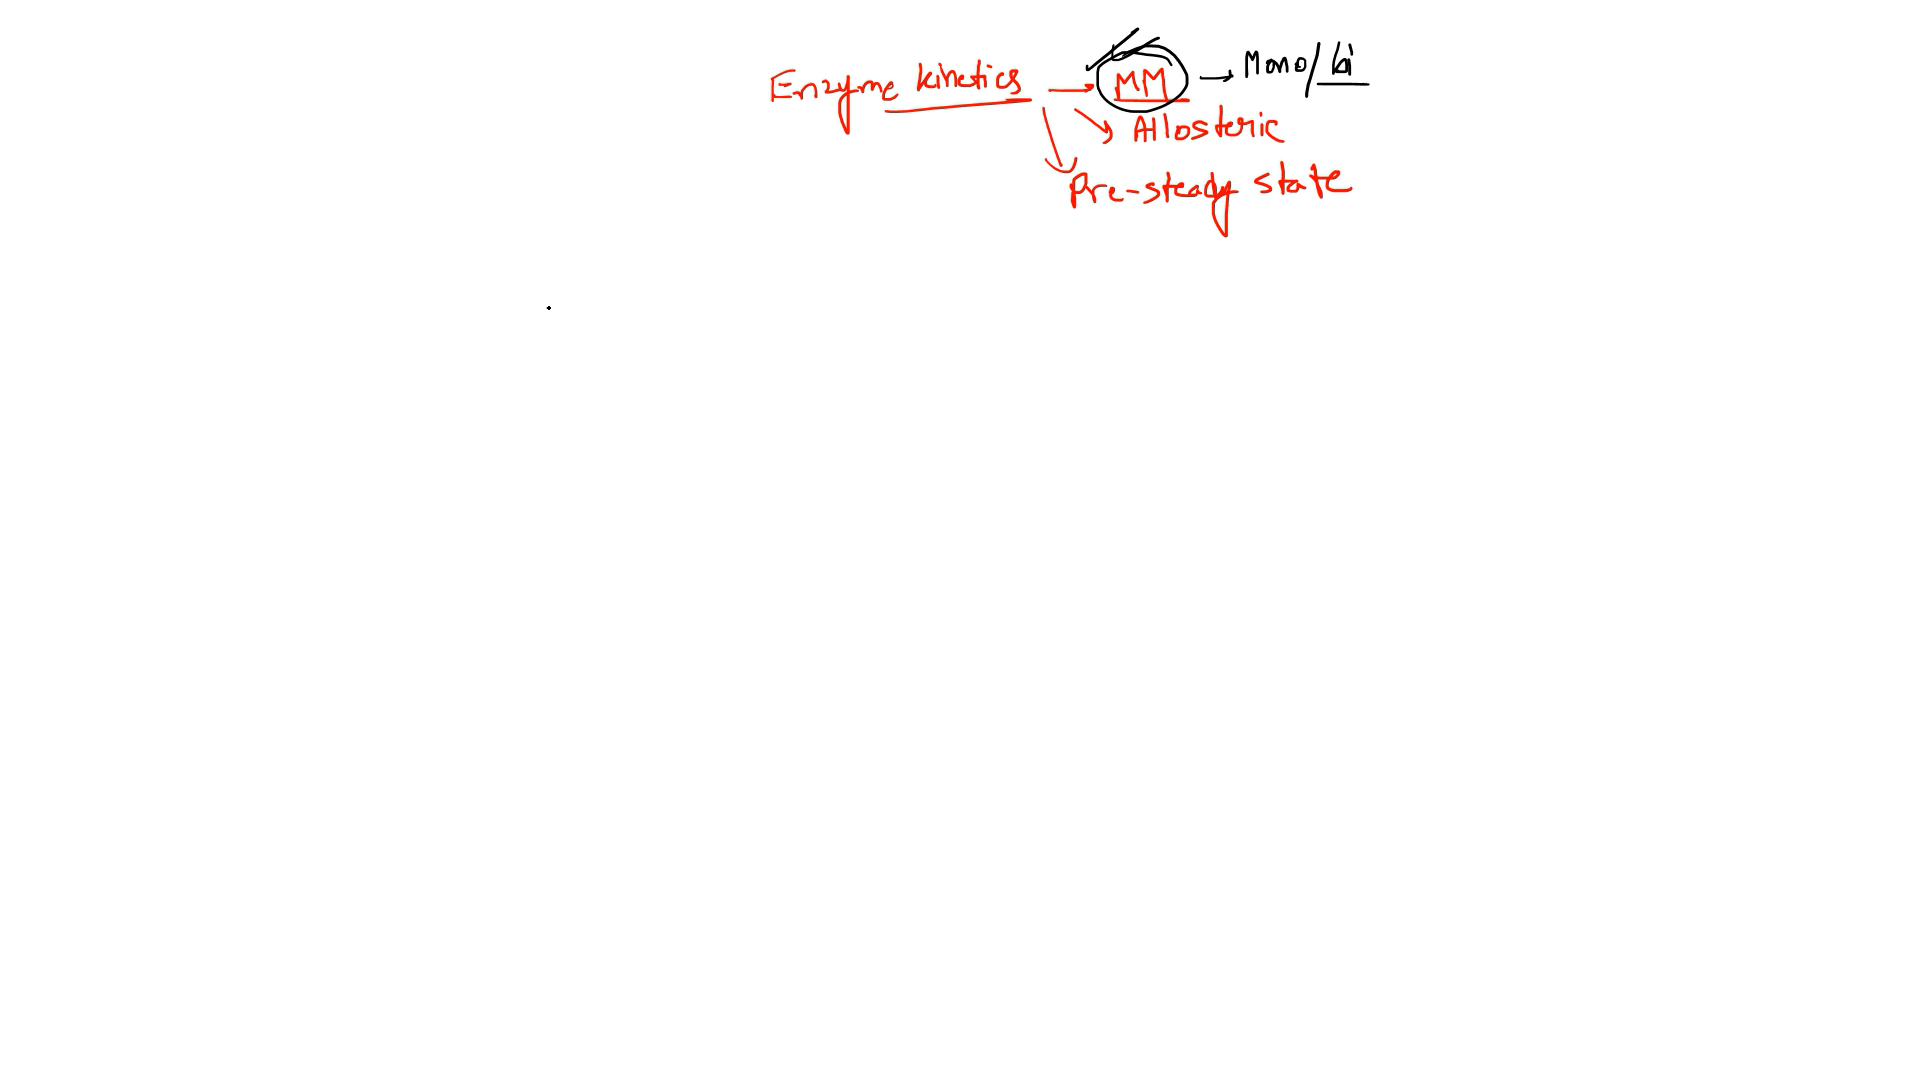 Enzyme kinetics → MM → Mono/bi
Allosteric
Pre-steady state